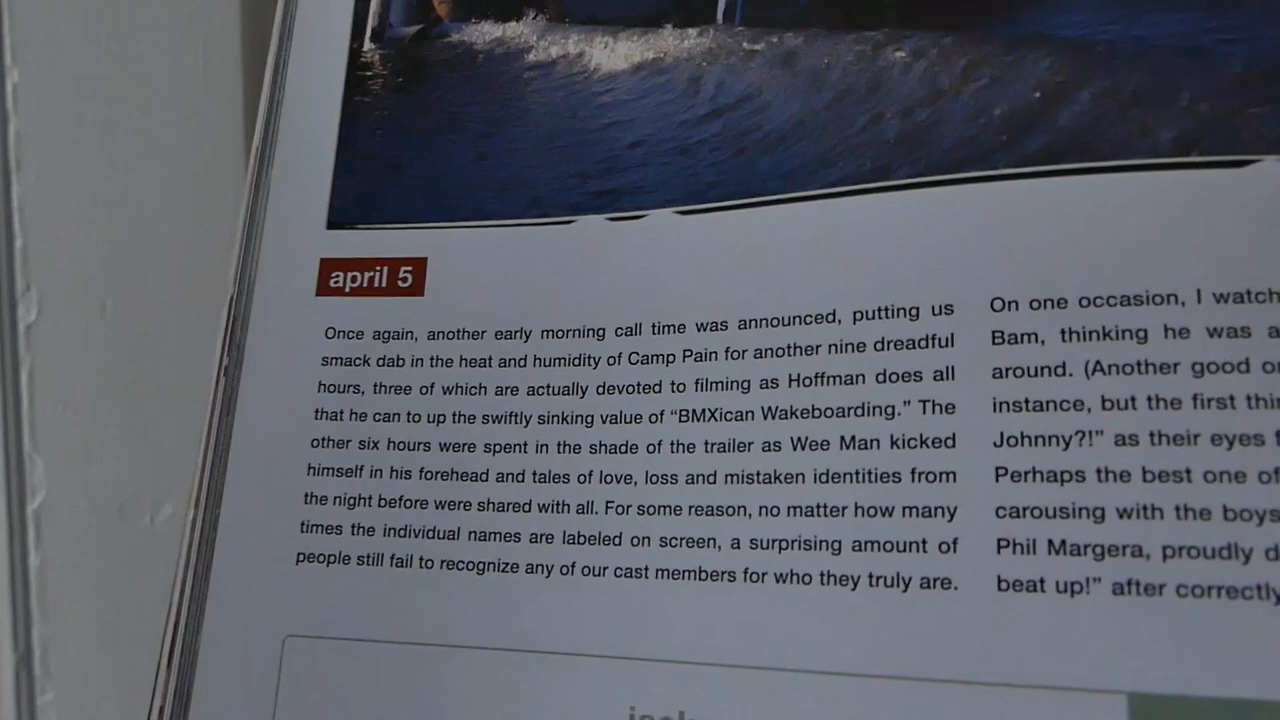 april 5
Once again, another early morning call time was announced, putting us
smack dab in the heat and humidity of Camp Pain for another nine dreadful
hours, three of which are actually devoted to filming as Hoffman does all
that he can to up the swiftly sinking value of “BMXican Wakeboarding.” The
other six hours were spent in the shade of the trailer as Wee Man kicked
himself in his forehead and tales of love, loss and mistaken identities from
the night before were shared with all. For some reason, no matter how many
times the individual names are labeled on screen, a surprising amount of
people still fail to recognize any of our cast members for who they truly are.
On one occasion, I watch
Bam, thinking he was a
around. (Another good
instance, but the first
Johnny?!” as their eyes
Perhaps the best one of
carousing with the boys
Phil Margera, proudly
beat up!” after correctly